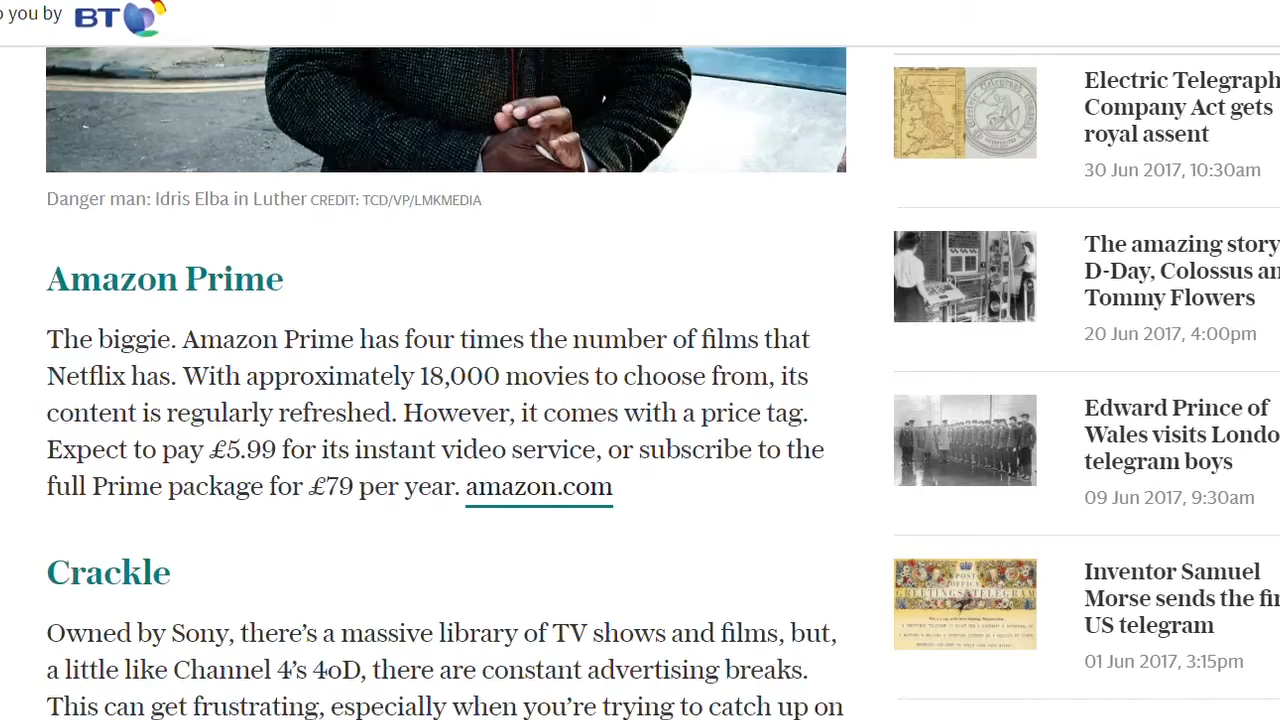 o you by BT
Danger man: Idris Elba in Luther CREDIT: TCD/VP/LMKMEDIA
Amazon Prime
The biggie. Amazon Prime has four times the number of films that
Netflix has. With approximately 18,000 movies to choose from, its
content is regularly refreshed. However, it comes with a price tag.
Expect to pay £5.99 for its instant video service, or subscribe to the
full Prime package for £79 per year. amazon.com
Crackle
Owned by Sony, there's a massive library of TV shows and films, but,
a little like Channel 4's 4oD, there are constant advertising breaks.
This can get frustrating, especially when you're trying to catch up on
Electric Telegraph
Company Act gets
royal assent
30 Jun 2017, 10:30am
The amazing story
D-Day, Colossus an
Tommy Flowers
20 Jun 2017, 4:00pm
Edward Prince of
Wales visits Londo
telegram boys
09 Jun 2017, 9:30am
POST
OFFICE
GREETINGS TELEGRAM
Inventor Samuel
Morse sends the fir
US telegram
01 Jun 2017, 3:15pm